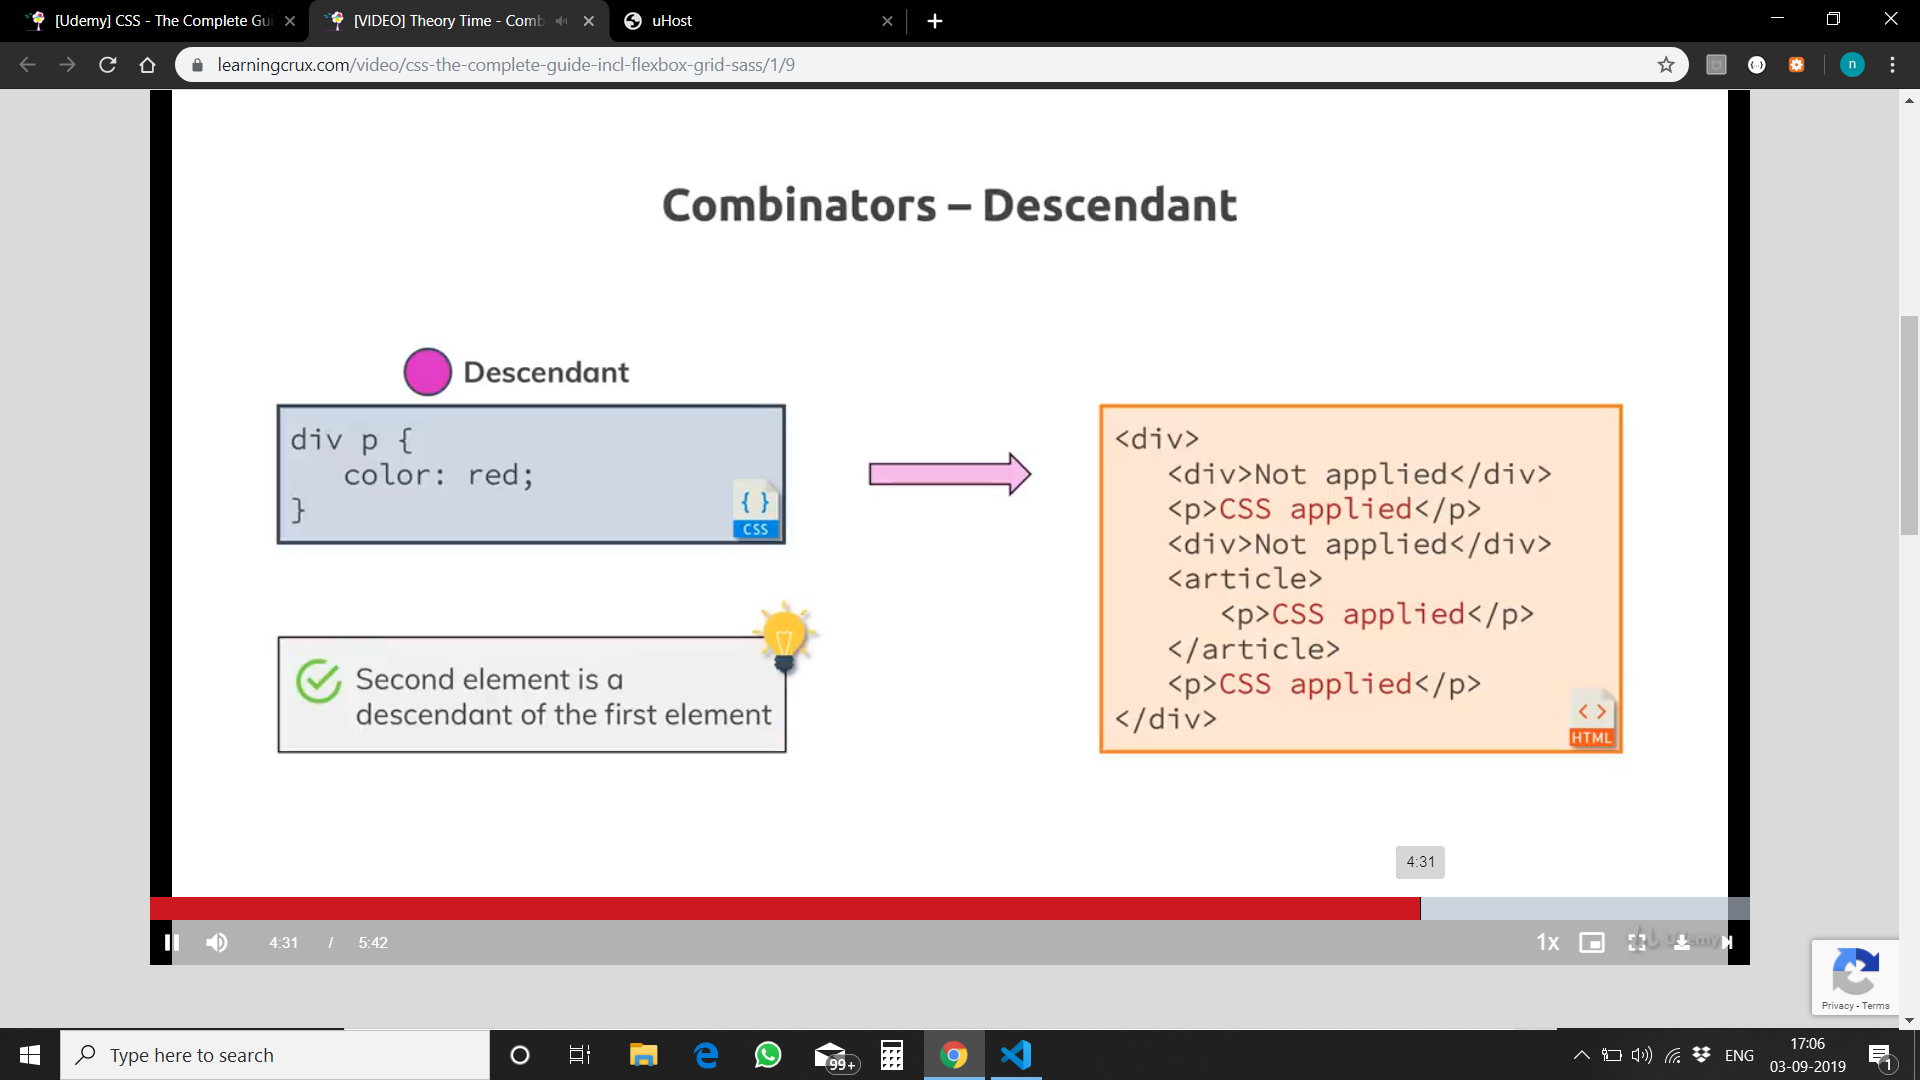 [Udemy] CSS - The Complete Gui
[VIDEO] Theory Time - Comb
uHost
learningcrux.com/video/css-the-complete-guide-incl-flexbox-grid-sass/1/9
n
Combinators – Descendant
Descendant
div p {
color: red;
}
{ }
CSS
Second element is a
descendant of the first element
<div>
<div>Not applied</div>
<p>CSS applied</p>
<div>Not applied</div>
<article>
<p>CSS applied</p>
</article>
<p>CSS applied</p>
</div>
< >
HTML
4:31
4:31 / 5:42
1x
Udemy
Privacy - Terms
Type here to search
99+
ENG
17:06
03-09-2019
1